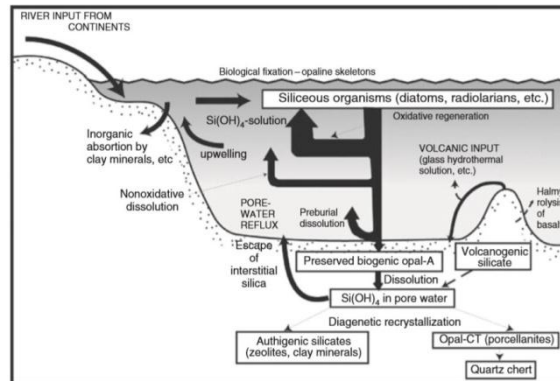 RIVER INPUT FROM
CONTINENTS
Biological fixation – opaline skeletons
Siliceous organisms (diatoms, radiolarians, etc.)
Si(OH)4-solution
Oxidative regeneration
Inorganic
absorption by
clay minerals, etc
upwelling
VOLCANIC INPUT
(glass hydrothermal
solution, etc.)
Nonoxidative
dissolution
PORE-
WATER
REFLUX
Preburial
dissolution
Halmy
rolysis
of
basal
Escape
of
interstitial
silica
Preserved biogenic opal-A
Volcanogenic
silicate
Dissolution
Si(OH)4 in pore water
Diagenetic recrystallization
Authigenic silicates
(zeolites, clay minerals)
Opal-CT (porcellanites)
Quartz chert